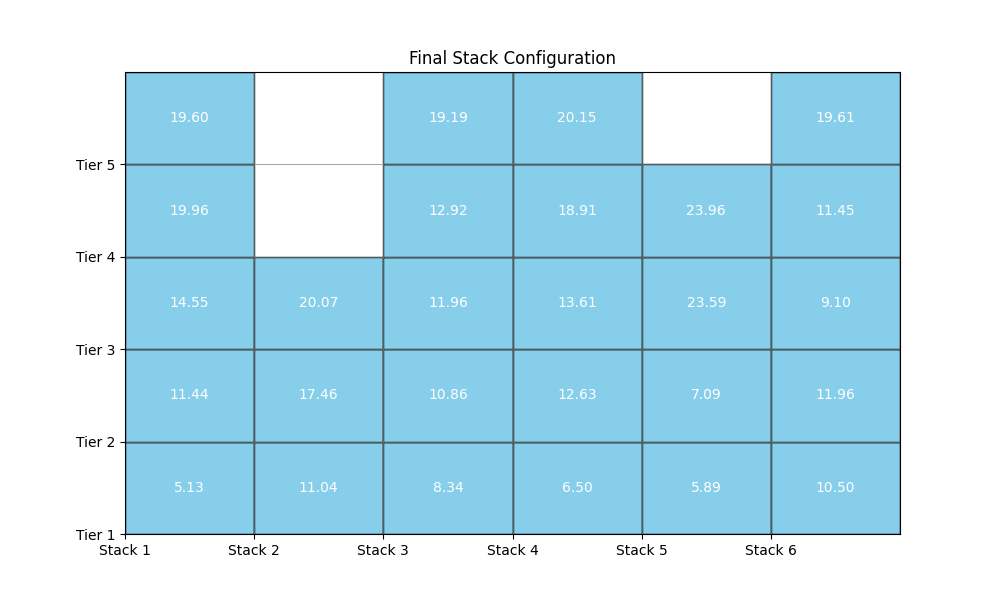 Final Stack Configuration
19.60 19.19 20.15 19.61
Tier 5
19.96 12.92 18.91 23.96 11.45
Tier 4
14.55 20.07 11.96 13.61 23.59 9.10
Tier 3
11.44 17.46 10.86 12.63 7.09 11.96
Tier 2
5.13 11.04 8.34 6.50 5.89 10.50
Tier 1
Stack 1 Stack 2 Stack 3 Stack 4 Stack 5 Stack 6